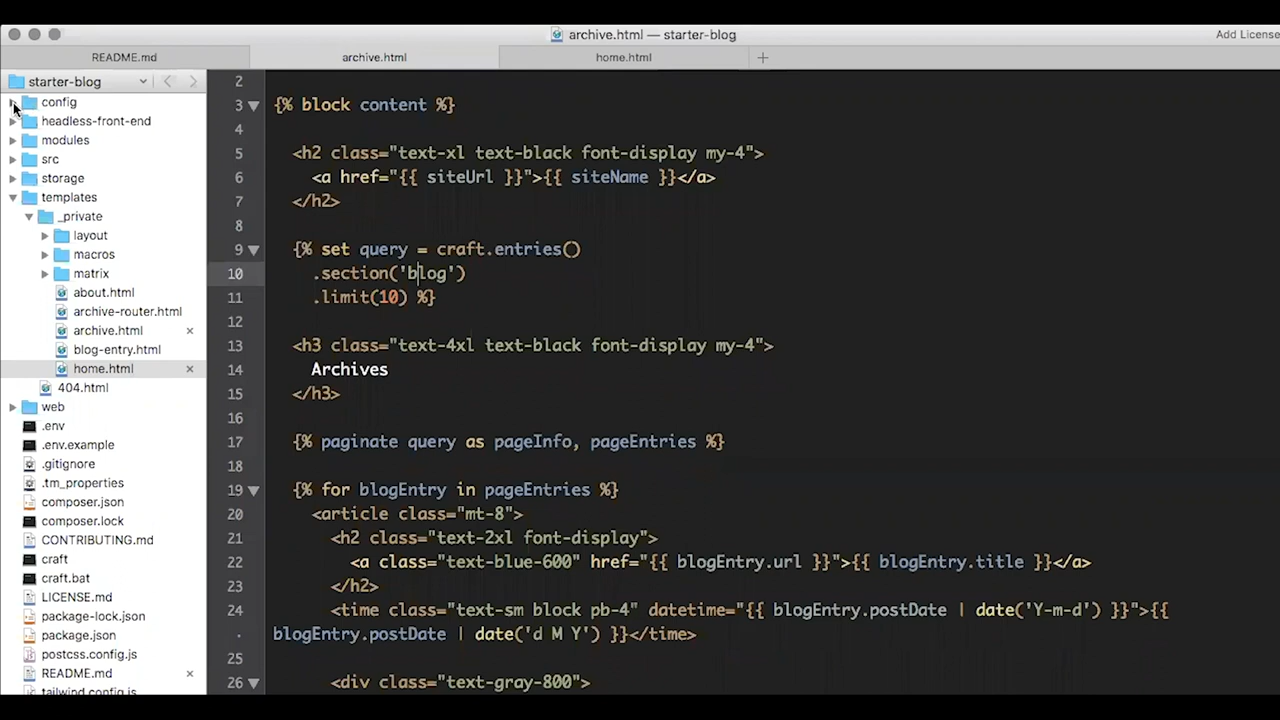 archive.html — starter-blog
Add License
README.md
archive.html
home.html
+
starter-blog
config
headless-front-end
modules
src
storage
templates
_private
layout
macros
matrix
about.html
archive-router.html
archive.html
blog-entry.html
home.html
404.html
web
.env
.env.example
.gitignore
.tm_properties
composer.json
composer.lock
CONTRIBUTING.md
craft
craft.bat
LICENSE.md
package-lock.json
package.json
postcss.config.js
README.md
tailwind.config.js
2
3 {% block content %}
4
5 <h2 class="text-xl text-black font-display my-4">
6 <a href="{{ siteUrl }}">{{ siteName }}</a>
7 </h2>
8
9 {% set query = craft.entries()
10 .section('blog')
11 .limit(10) %}
12
13 <h3 class="text-4xl text-black font-display my-4">
14 Archives
15 </h3>
16
17 {% paginate query as pageInfo, pageEntries %}
18
19 {% for blogEntry in pageEntries %}
20 <article class="mt-8">
21 <h2 class="text-2xl font-display">
22 <a class="text-blue-600" href="{{ blogEntry.url }}">{{ blogEntry.title }}</a>
23 </h2>
24 <time class="text-sm block pb-4" datetime="{{ blogEntry.postDate | date('Y-m-d') }}">{{
· blogEntry.postDate | date('d M Y') }}</time>
25
26 <div class="text-gray-800">